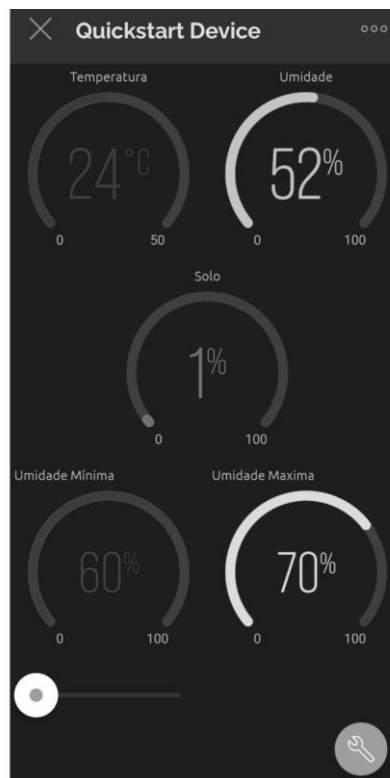 Quickstart Device
Temperatura Umidade
24°C 52%
0 50 0 100
Solo
1%
0 100
Umidade Mínima Umidade Maxima
60% 70%
0 100 0 100